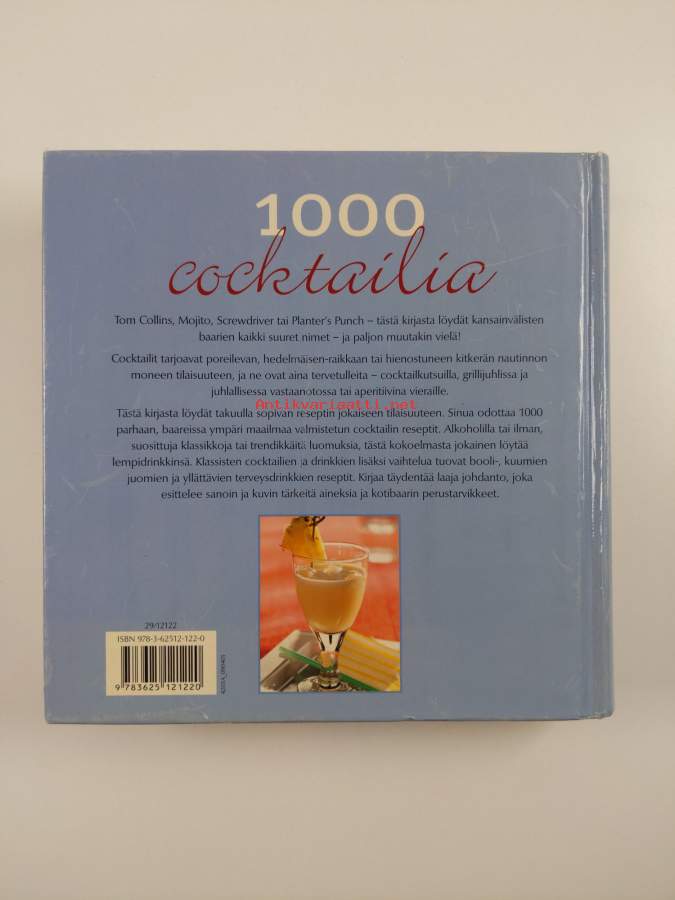 1000
cocktailia
Tom Collins, Mojito, Screwdriver tai Planter's Punch – tästä kirjasta löydät kansainvälisten
baarien kaikki suuret nimet – ja paljon muutakin vielä!
Cocktailit tarjoavat poreilevan, hedelmäisen-raikkaan tai hienostuneen kitkerän nautinnon
moneen tilaisuuteen, ja ne ovat aina tervetulleita – cocktailkutsuilla, grillijuhlissa ja
juhlallisessa vastaanotossa tai aperitiivina vieraille.
Antikvariaatti.net
Tästä kirjasta löydät takuulla sopivan reseptin jokaiseen tilaisuuteen. Sinua odottaa 1000
parhaan, baareissa ympäri maailmaa valmistetun cocktailin reseptit. Alkoholilla tai ilman,
suosittuja klassikkoja tai trendikkäitä luomuksia, tästä kokoelmasta jokainen löytää
lempidrinkkinsä. Klassisten cocktailien ja drinkkien lisäksi vaihtelua tuovat booli-, kuumien
juomien ja yllättävien terveysdrinkkien reseptit. Kirjaa täydentää laaja johdanto, joka
esittelee sanoin ja kuvin tärkeitä aineksia ja kotibaarin perustarvikkeet.
29/12122
ISBN 978-3-62512-122-0
9 783625 121220